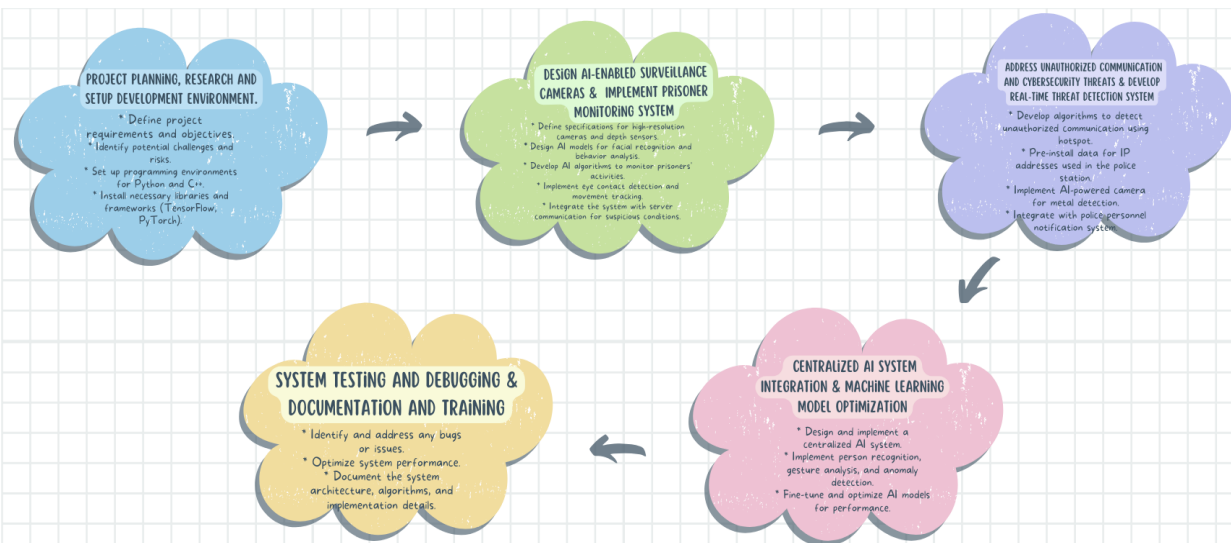 PROJECT PLANNING, RESEARCH AND
SETUP DEVELOPMENT ENVIRONMENT.
* Define project
requirements and objectives.
* Identify potential challenges and
risks.
* Set up programming environments
for Python and C++.
* Install necessary libraries and
frameworks (TensorFlow,
PyTorch).
DESIGN AI-ENABLED SURVEILLANCE
CAMERAS & IMPLEMENT PRISONER
MONITORING SYSTEM
* Define specifications for high-resolution
cameras and depth sensors.
* Design AI models for facial recognition and
behavior analysis.
* Develop AI algorithms to monitor prisoners'
activities.
* Implement eye contact detection and
movement tracking.
* Integrate the system with server
communication for suspicious conditions.
ADDRESS UNAUTHORIZED COMMUNICATION
AND CYBERSECURITY THREATS & DEVELOP
REAL-TIME THREAT DETECTION SYSTEM
* Develop algorithms to detect
unauthorized communication using
hotspot.
* Pre-install data for IP
addresses used in the police
station.
* Implement AI-powered camera
for metal detection.
* Integrate with police personnel
notification system.
CENTRALIZED AI SYSTEM
INTEGRATION & MACHINE LEARNING
MODEL OPTIMIZATION
* Design and implement a
centralized AI system.
* Implement person recognition,
gesture analysis, and anomaly
detection.
* Fine-tune and optimize AI models
for performance.
SYSTEM TESTING AND DEBUGGING &
DOCUMENTATION AND TRAINING
* Identify and address any bugs
or issues.
* Optimize system performance.
* Document the system
architecture, algorithms, and
implementation details.